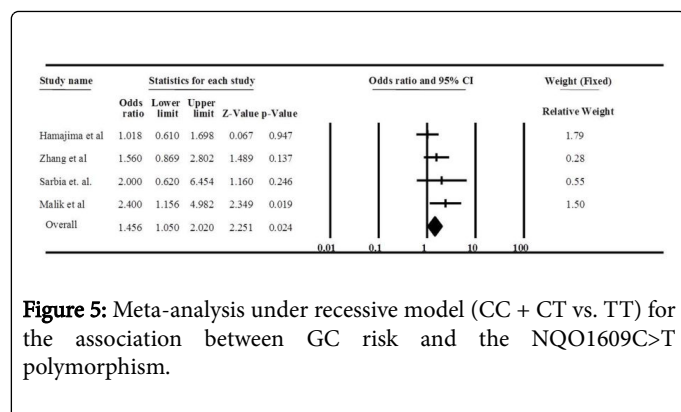 Study name Statistics for each study Odds ratio and 95% CI Weight (Fixed)
Odds Lower Upper
ratio limit limit Z-Value p-Value Relative Weight
Hamajima et al 1.018 0.610 1.698 0.067 0.947 1.79
Zhang et al 1.560 0.869 2.802 1.489 0.137 0.28
Sarbia et. al. 2.000 0.620 6.454 1.160 0.246 0.55
Malik et al 2.400 1.156 4.982 2.349 0.019 1.50
Overall 1.456 1.050 2.020 2.251 0.024
0.01 0.1 1 10 100
Figure 5: Meta-analysis under recessive model (CC + CT vs. TT) for
the association between GC risk and the NQO1609C>T
polymorphism.